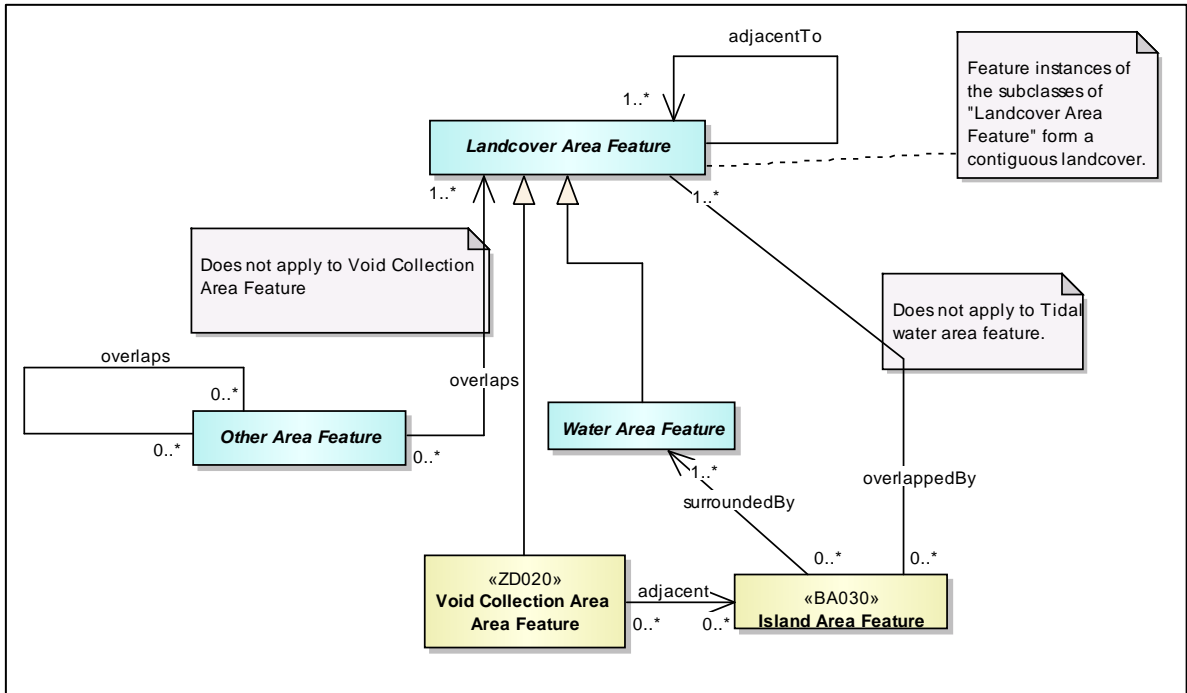 adjacentTo
Feature instances of
the subclasses of
"Landcover Area
Feature" form a
contiguous landcover.
1..*
Landcover Area Feature
1..*
1..*
Does not apply to Void Collection
Area Feature
Does not apply to Tidal
water area feature.
overlaps
overlaps
0..*
Other Area Feature
0..*
0..*
Water Area Feature
1..*
surroundedBy
overlappedBy
0..*
0..*
«ZD020»
Void Collection Area
Area Feature
adjacent
0..*
0..*
«BA030»
Island Area Feature